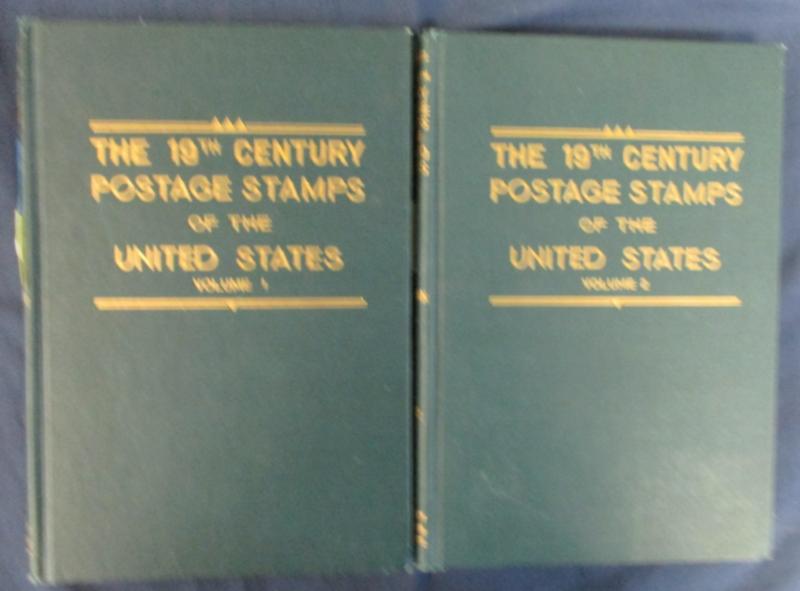 THE 19TH CENTURY
POSTAGE STAMPS
OF THE
UNITED STATES
VOLUME 1
THE 19TH CENTURY
POSTAGE STAMPS
OF THE
UNITED STATES
VOLUME 2